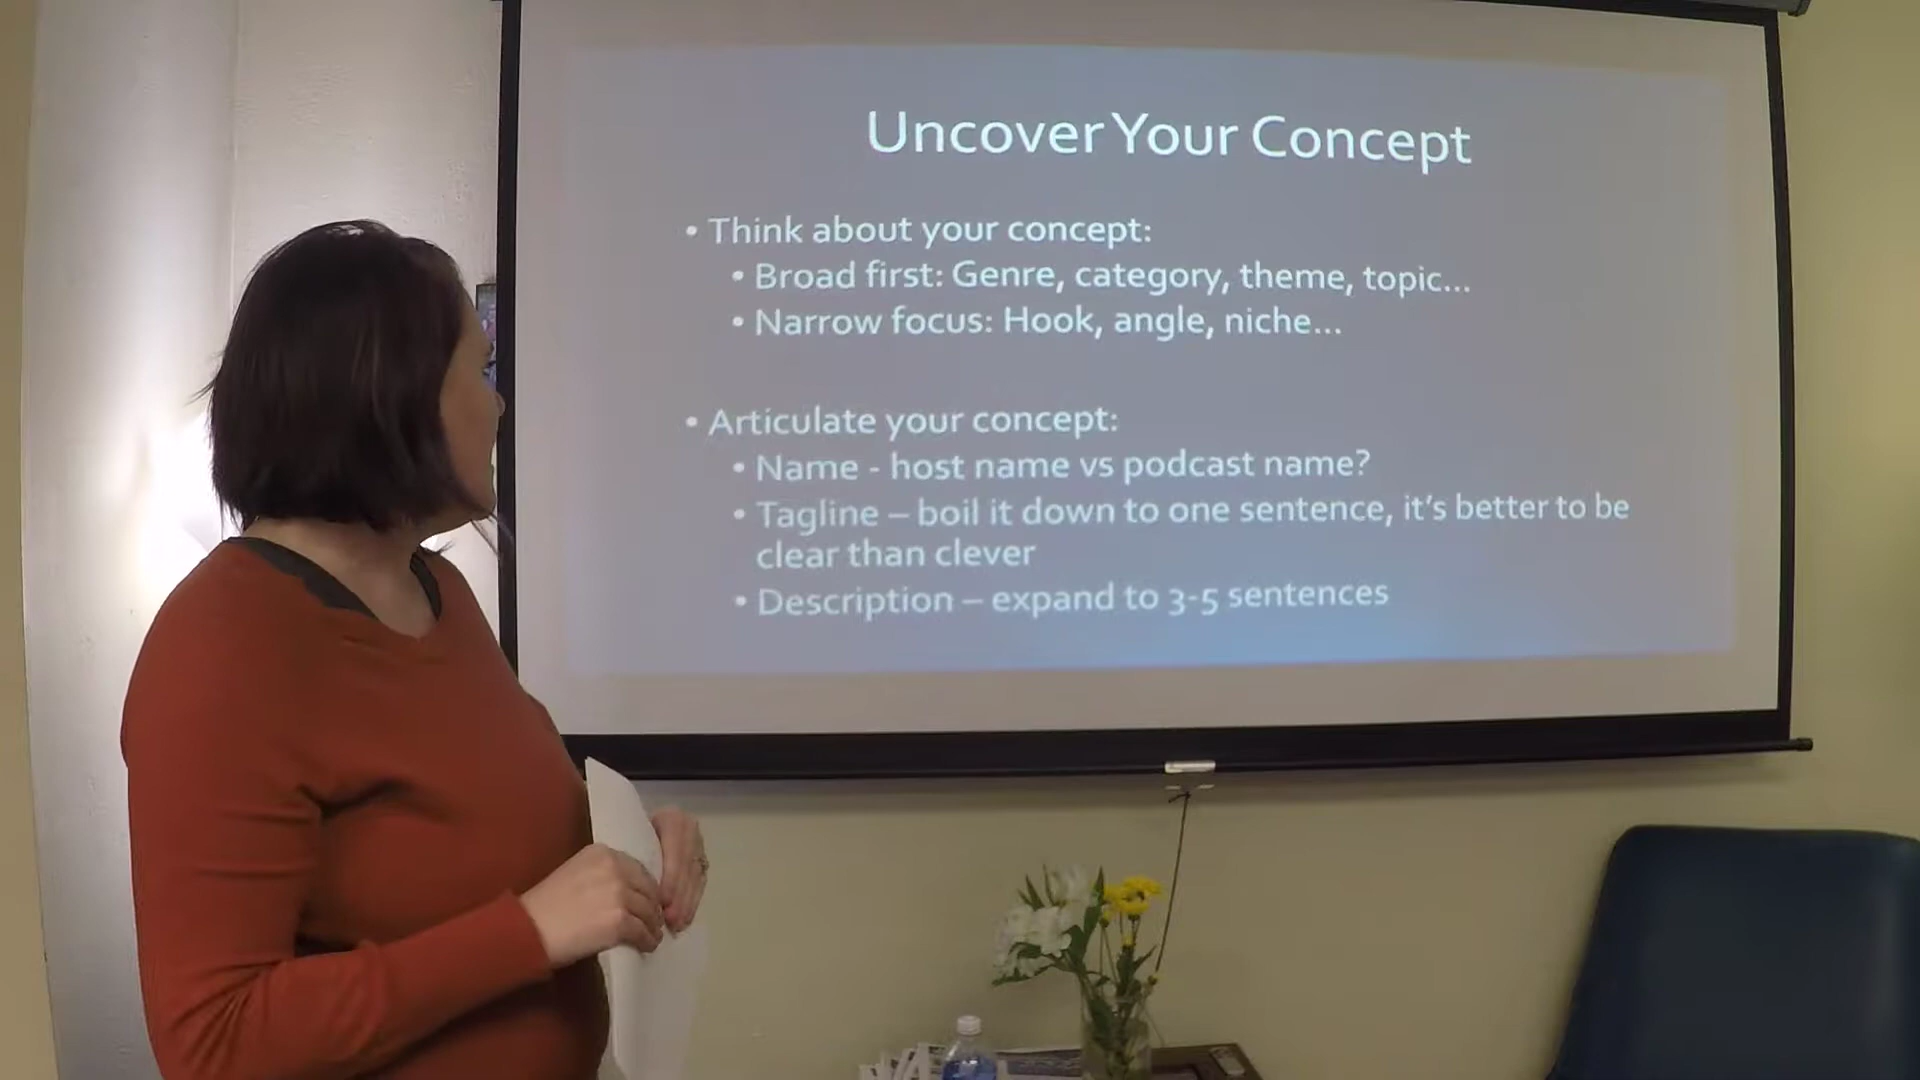 Uncover Your Concept
• Think about your concept:
• Broad first: Genre, category, theme, topic...
• Narrow focus: Hook, angle, niche...
• Articulate your concept:
• Name - host name vs podcast name?
• Tagline – boil it down to one sentence, it's better to be
clear than clever
• Description – expand to 3-5 sentences